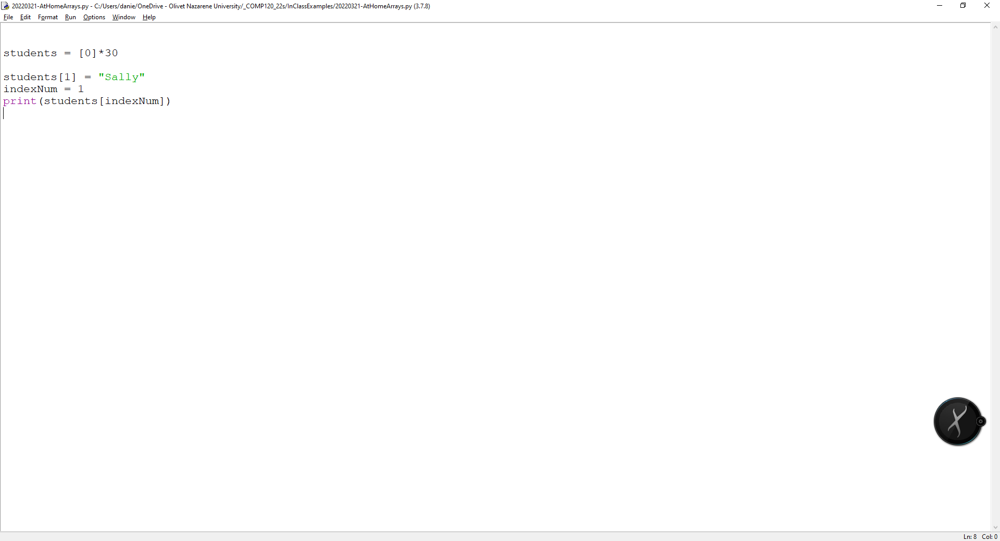 20220321-AtHomeArrays.py - C:/Users/danie/OneDrive - Olivet Nazarene University/_COMP120_22s/InClassExamples/20220321-AtHomeArrays.py (3.7.8)
File Edit Format Run Options Window Help
students = [0]*30
students[1] = "Sally"
indexNum = 1
print(students[indexNum])
Ln: 8 Col: 0